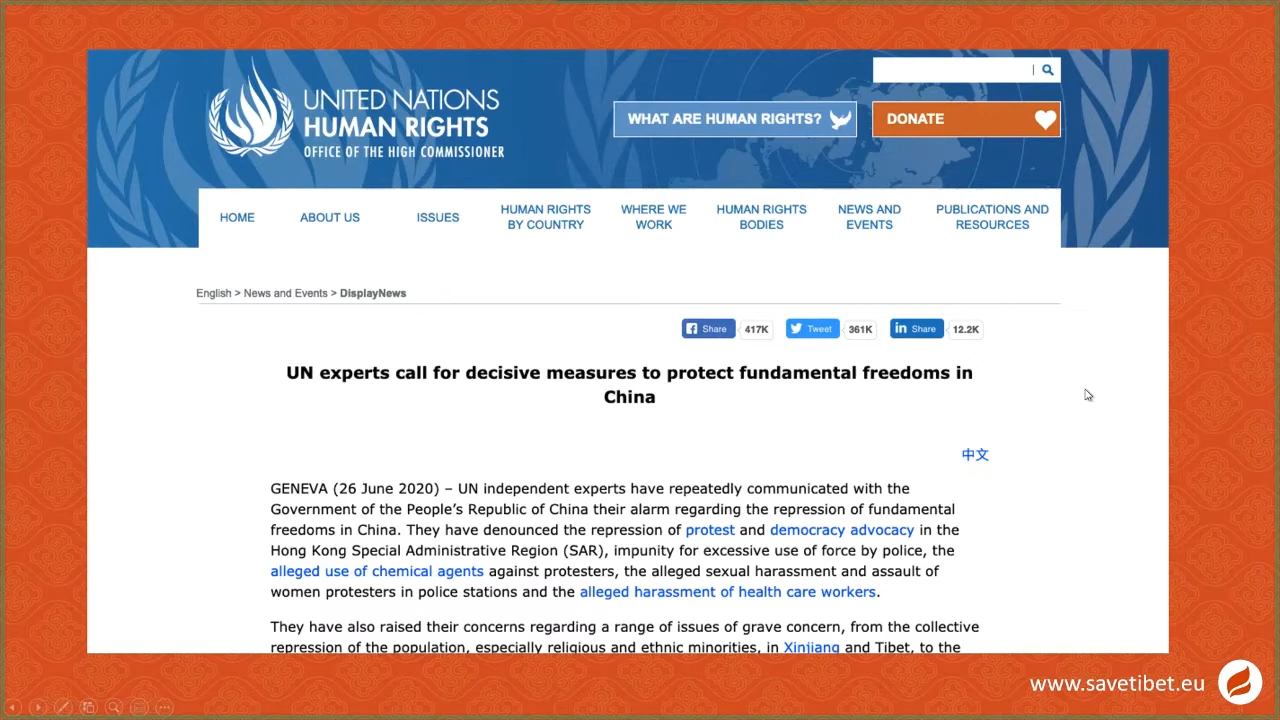 UNITED NATIONS
HUMAN RIGHTS
OFFICE OF THE HIGH COMMISSIONER
WHAT ARE HUMAN RIGHTS?
DONATE
HOME
ABOUT US
ISSUES
HUMAN RIGHTS
BY COUNTRY
WHERE WE
WORK
HUMAN RIGHTS
BODIES
NEWS AND
EVENTS
PUBLICATIONS AND
RESOURCES
English > News and Events > DisplayNews
Share 417K Tweet 361K in Share 12.2K
UN experts call for decisive measures to protect fundamental freedoms in
China
中文
GENEVA (26 June 2020) – UN independent experts have repeatedly communicated with the
Government of the People’s Republic of China their alarm regarding the repression of fundamental
freedoms in China. They have denounced the repression of protest and democracy advocacy in the
Hong Kong Special Administrative Region (SAR), impunity for excessive use of force by police, the
alleged use of chemical agents against protesters, the alleged sexual harassment and assault of
women protesters in police stations and the alleged harassment of health care workers.
They have also raised their concerns regarding a range of issues of grave concern, from the collective
repression of the population, especially religious and ethnic minorities, in Xinjiang and Tibet, to the
www.savetibet.eu